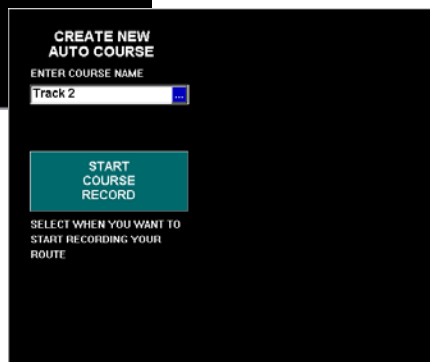 CREATE NEW
AUTO COURSE
ENTER COURSE NAME
Track 2
...
START
COURSE
RECORD
SELECT WHEN YOU WANT TO
START RECORDING YOUR
ROUTE